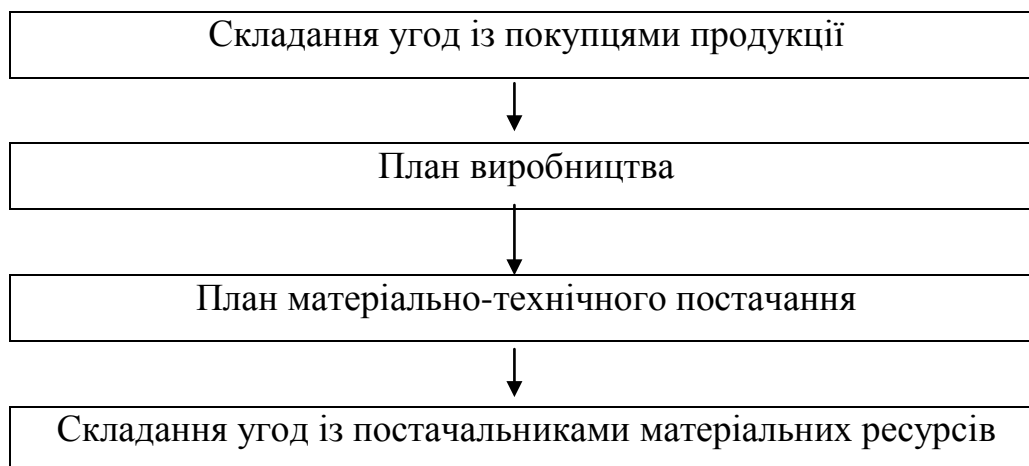 Складання угод із покупцями продукції
План виробництва
План матеріально-технічного постачання
Складання угод із постачальниками матеріальних ресурсів